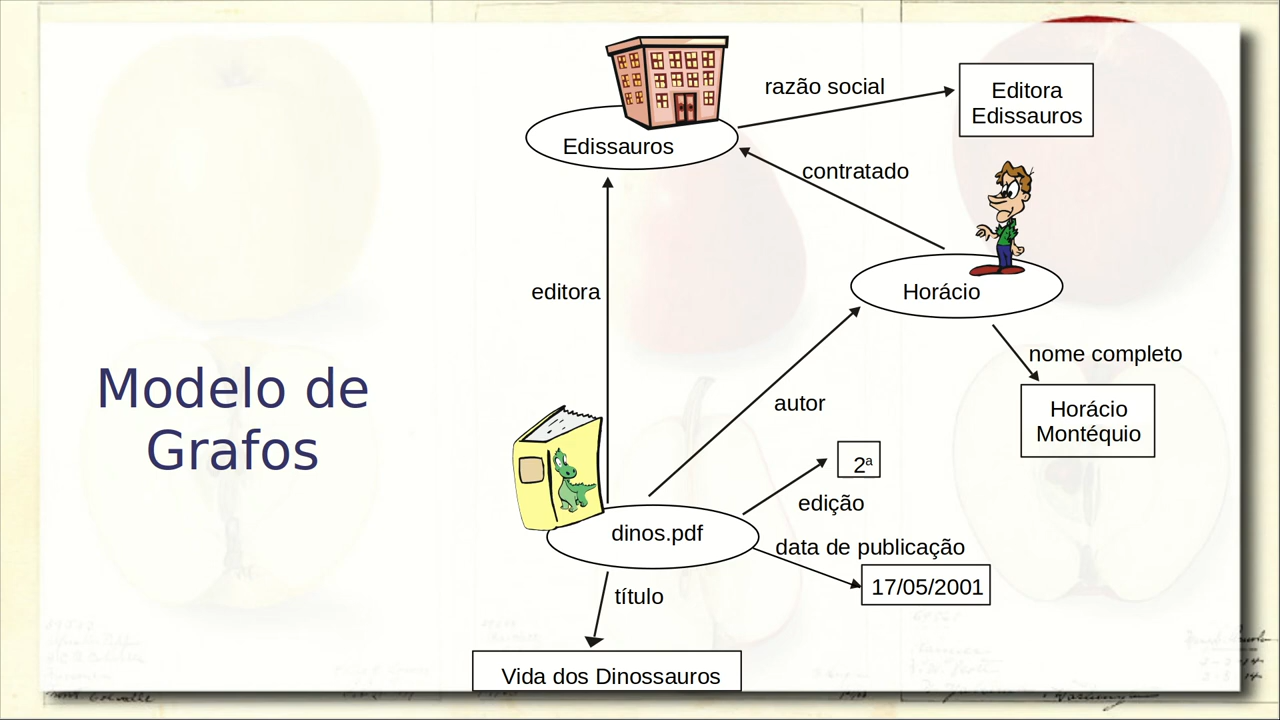 Modelo de
Grafos
Edissauros
razão social
Editora
Edissauros
contratado
Horácio
editora
nome completo
Horácio
Montéquio
autor
2ª
edição
dinos.pdf
data de publicação
17/05/2001
título
Vida dos Dinossauros